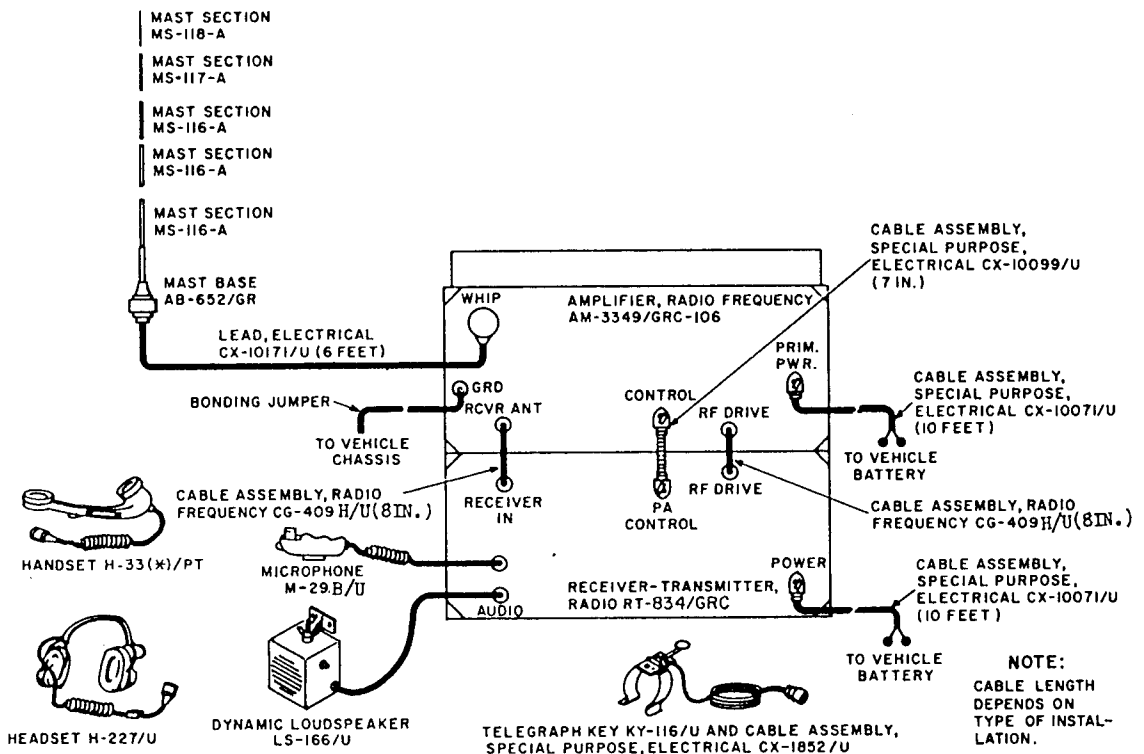 MAST SECTION
MS-118-A
MAST SECTION
MS-117-A
MAST SECTION
MS-116-A
MAST SECTION
MS-116-A
MAST SECTION
MS-116-A
MAST BASE
AB-652/GR
LEAD, ELECTRICAL
CX-10171/U (6 FEET)
WHIP
AMPLIFIER, RADIO FREQUENCY
AM-3349/GRC-106
CABLE ASSEMBLY,
SPECIAL PURPOSE,
ELECTRICAL CX-10099/U
(7 IN.)
PRIM.
PWR.
GRD
BONDING JUMPER
RCVR ANT
CONTROL
RF DRIVE
CABLE ASSEMBLY,
SPECIAL PURPOSE,
ELECTRICAL CX-10071/U
(10 FEET)
TO VEHICLE
CHASSIS
TO VEHICLE
BATTERY
CABLE ASSEMBLY, RADIO
FREQUENCY CG-409 H/U(8IN.)
RECEIVER
IN
PA
CONTROL
RF DRIVE
CABLE ASSEMBLY, RADIO
FREQUENCY CG-409 H/U(8IN.)
HANDSET H-33(*)/PT
MICROPHONE
M-29.B/U
AUDIO
RECEIVER-TRANSMITTER,
RADIO RT-834/GRC
POWER
CABLE ASSEMBLY,
SPECIAL PURPOSE,
ELECTRICAL CX-10071/U
(10 FEET)
TO VEHICLE
BATTERY
HEADSET H-227/U
DYNAMIC LOUDSPEAKER
LS-166/U
TELEGRAPH KEY KY-116/U AND CABLE ASSEMBLY,
SPECIAL PURPOSE, ELECTRICAL CX-1852/U
NOTE:
CABLE LENGTH
DEPENDS ON
TYPE OF INSTAL-
LATION.